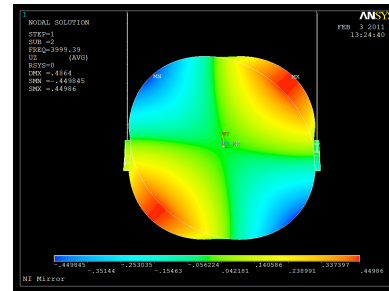 1
NODAL SOLUTION
STEP=1
SUB =2
FREQ=3999.39
UZ (AVG)
RSYS=0
DMX =.4864
SMN =-.449845
SMX =.44986
ANSYS
FEB 3 2011
13:24:40
MN
MX
-.449845 -.253035 -.056224 .140586 .337397
-.35144 -.15463 .042181 .238991 .44986
NI Mirror